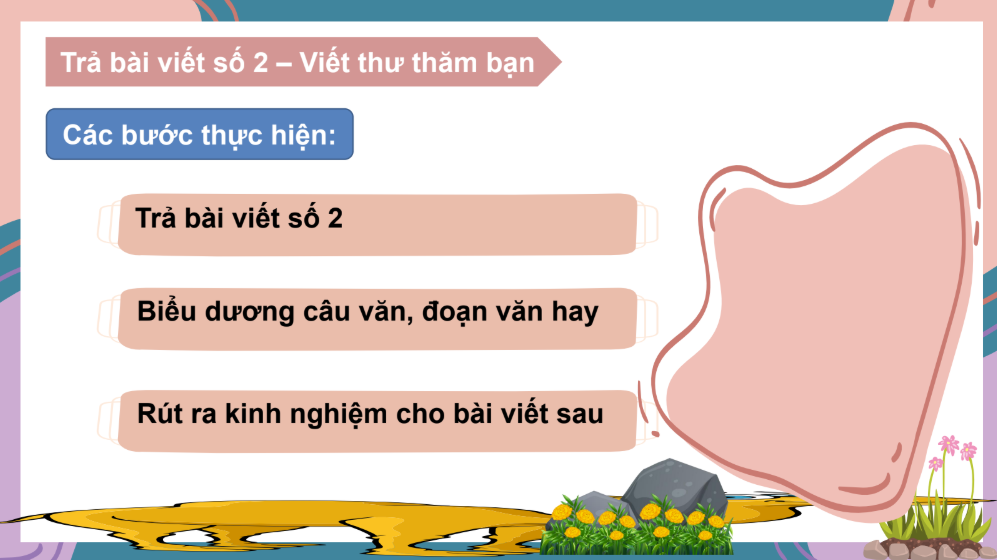 Trả bài viết số 2 – Viết thư thăm bạn
Các bước thực hiện:
Trả bài viết số 2
Biểu dương câu văn, đoạn văn hay
Rút ra kinh nghiệm cho bài viết sau